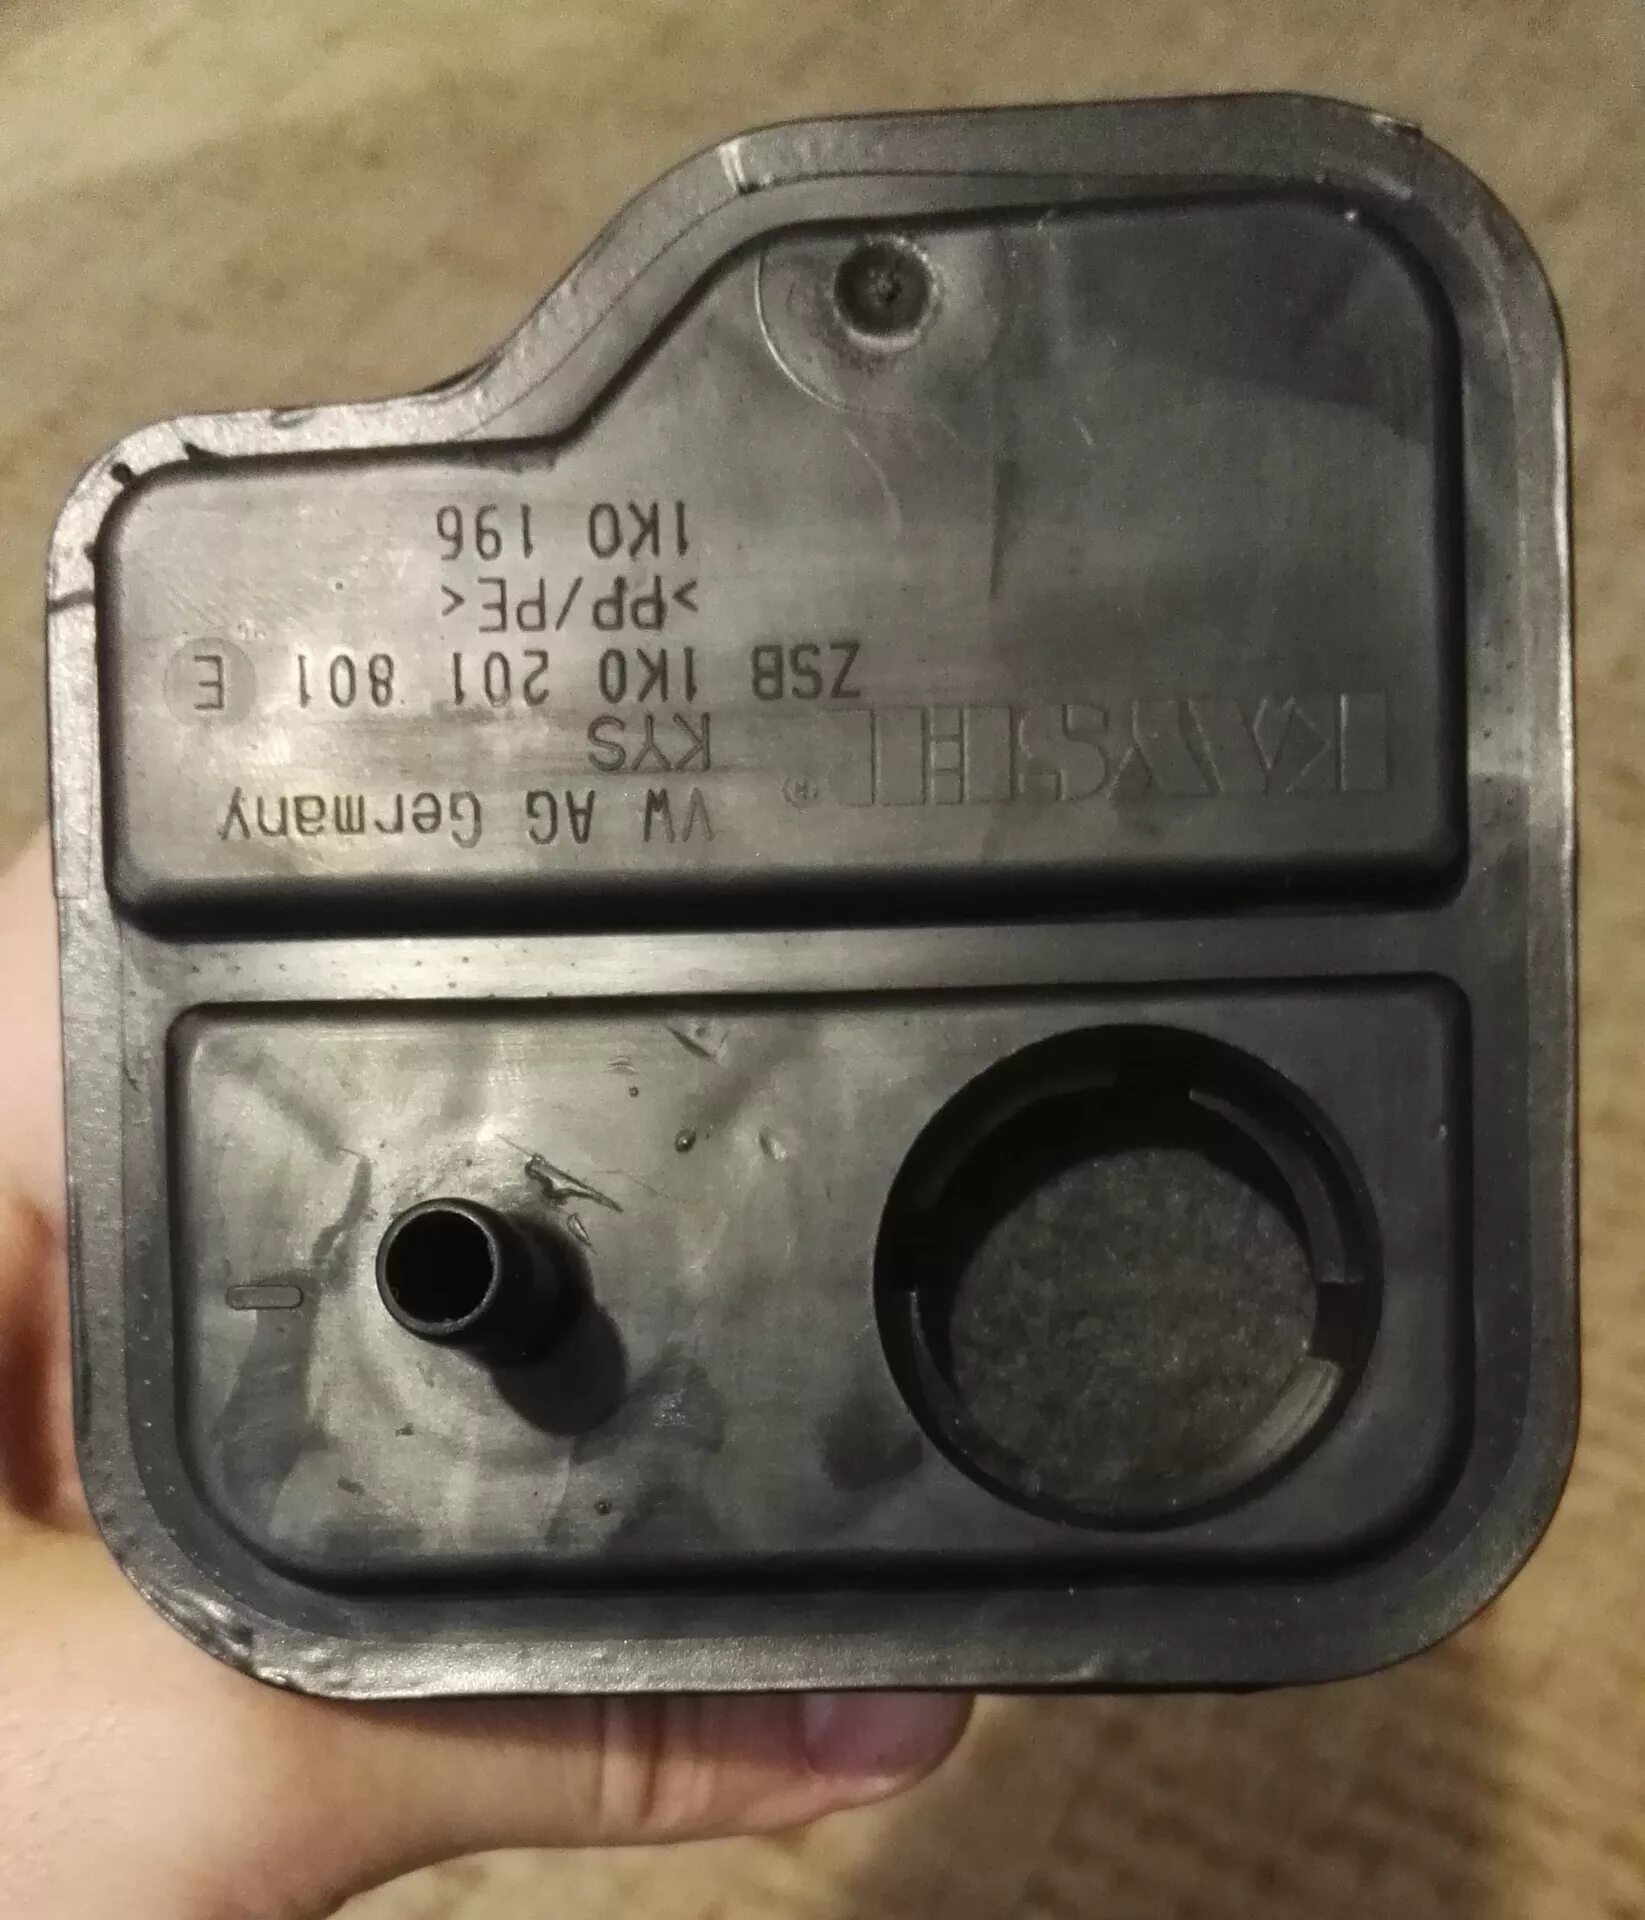 VW AG Germany
KAYSER®
KYS
ZSB 1K0 201 801 E
>PP/PE<
1K0 196